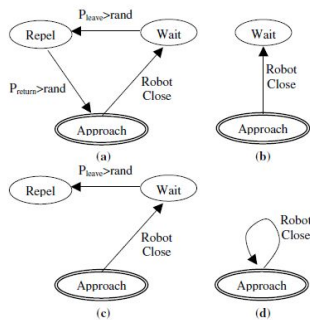 P_leave>rand
Repel
Wait
P_return>rand
Robot
Close
Approach
(a)
Wait
Robot
Close
Approach
(b)
P_leave>rand
Repel
Wait
Robot
Close
Approach
(c)
Robot
Close
Approach
(d)